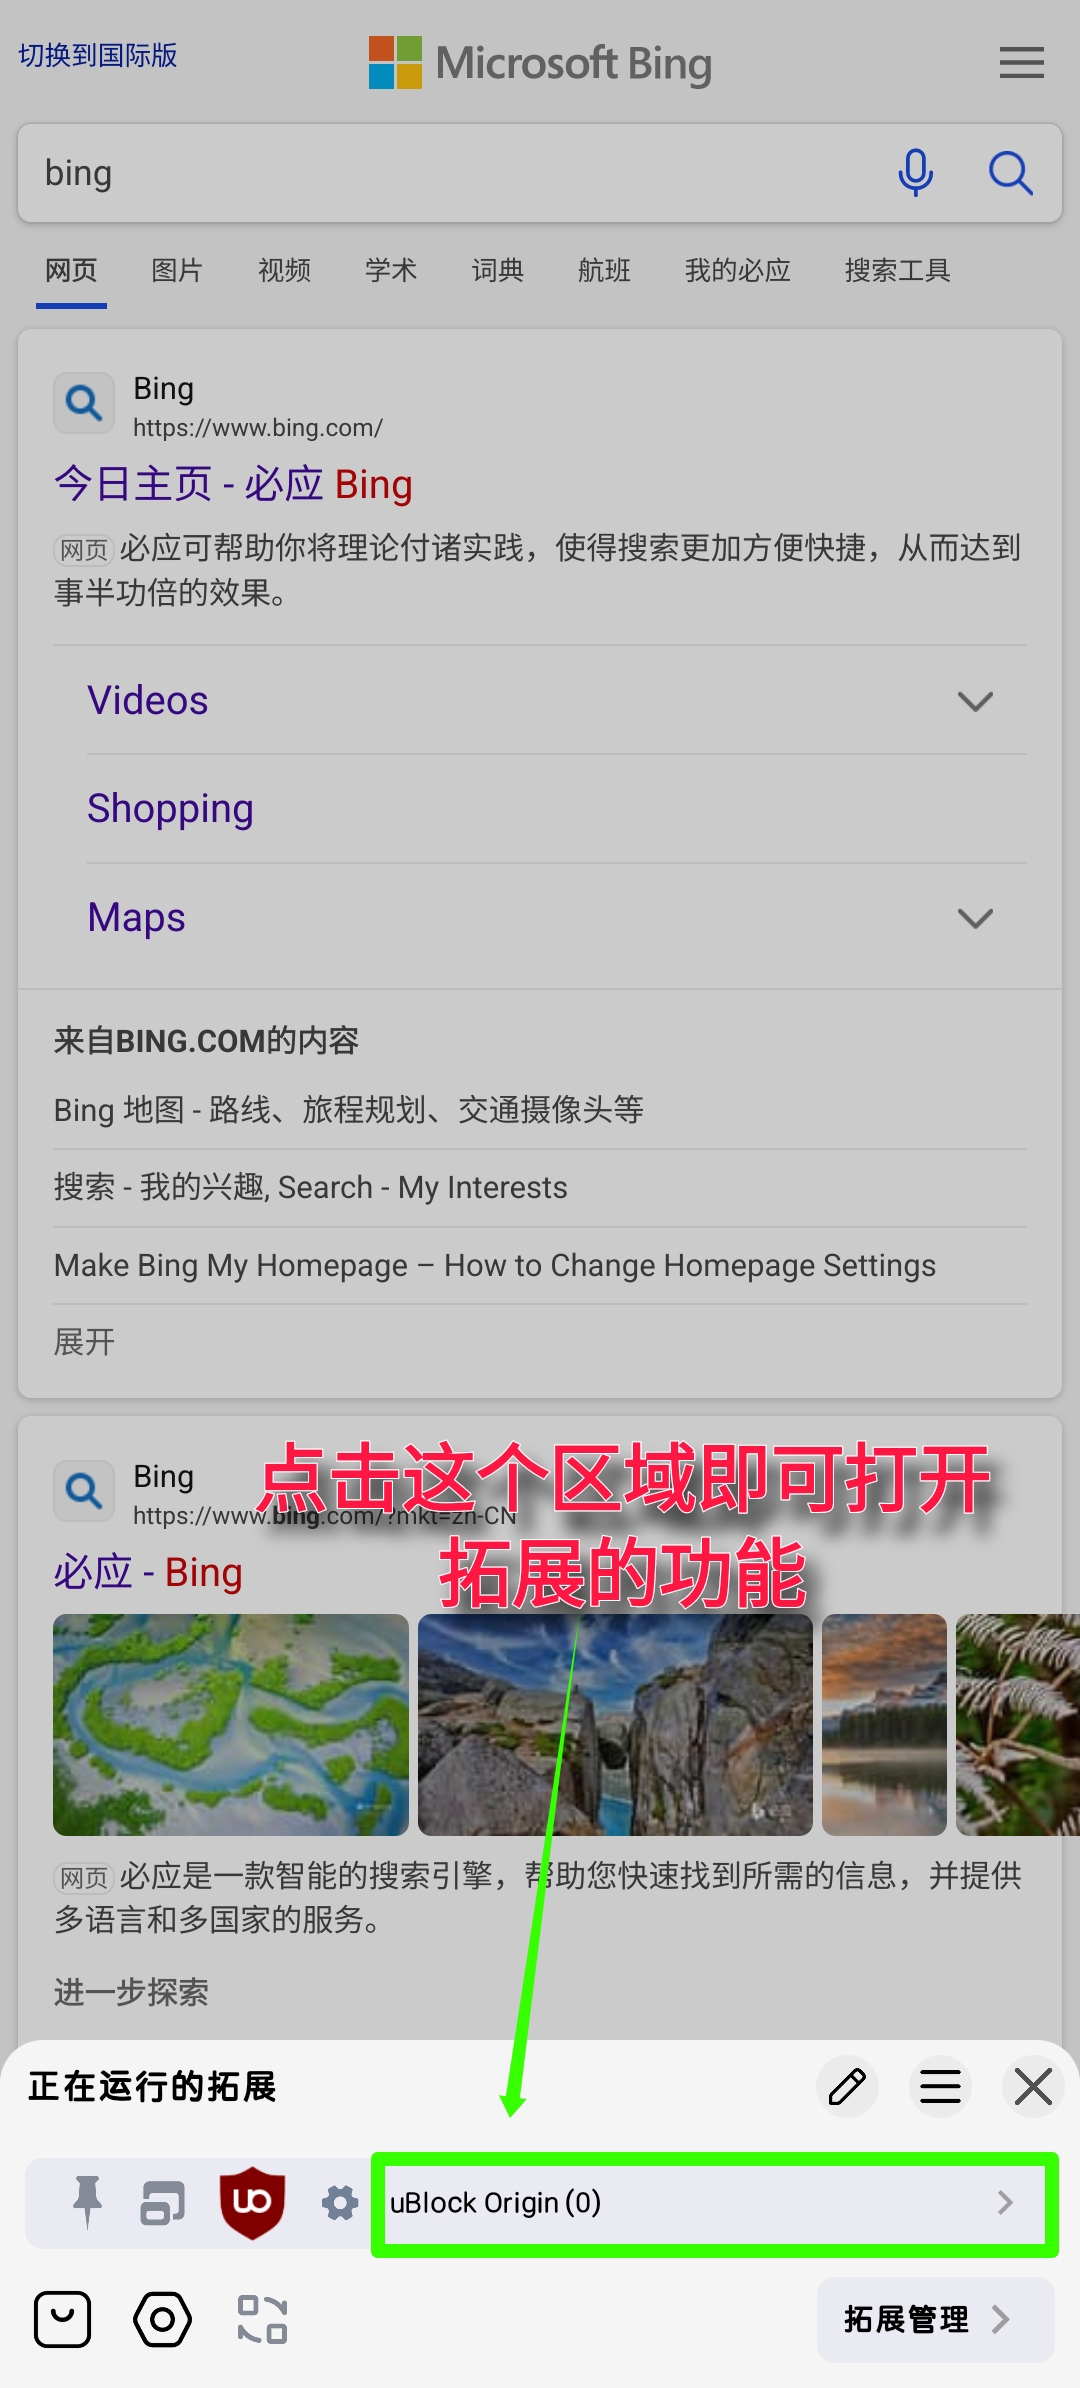 切换到国际版
Microsoft Bing
bing
网页 图片 视频 学术 词典 航班 我的必应 搜索工具
Bing
https://www.bing.com/
今日主页 - 必应 Bing
网页 必应可帮助你将理论付诸实践，使得搜索更加方便快捷，从而达到
事半功倍的效果。
Videos
Shopping
Maps
来自BING.COM的内容
Bing 地图 - 路线、旅程规划、交通摄像头等
搜索 - 我的兴趣, Search - My Interests
Make Bing My Homepage – How to Change Homepage Settings
展开
点击这个区域即可打开
拓展的功能
Bing
https://www.bing.com/?mkt=zh-CN
必应 - Bing
网页 必应是一款智能的搜索引擎，帮助您快速找到所需的信息，并提供
多语言和多国家的服务。
进一步探索
正在运行的拓展
uBlock Origin (0)
拓展管理